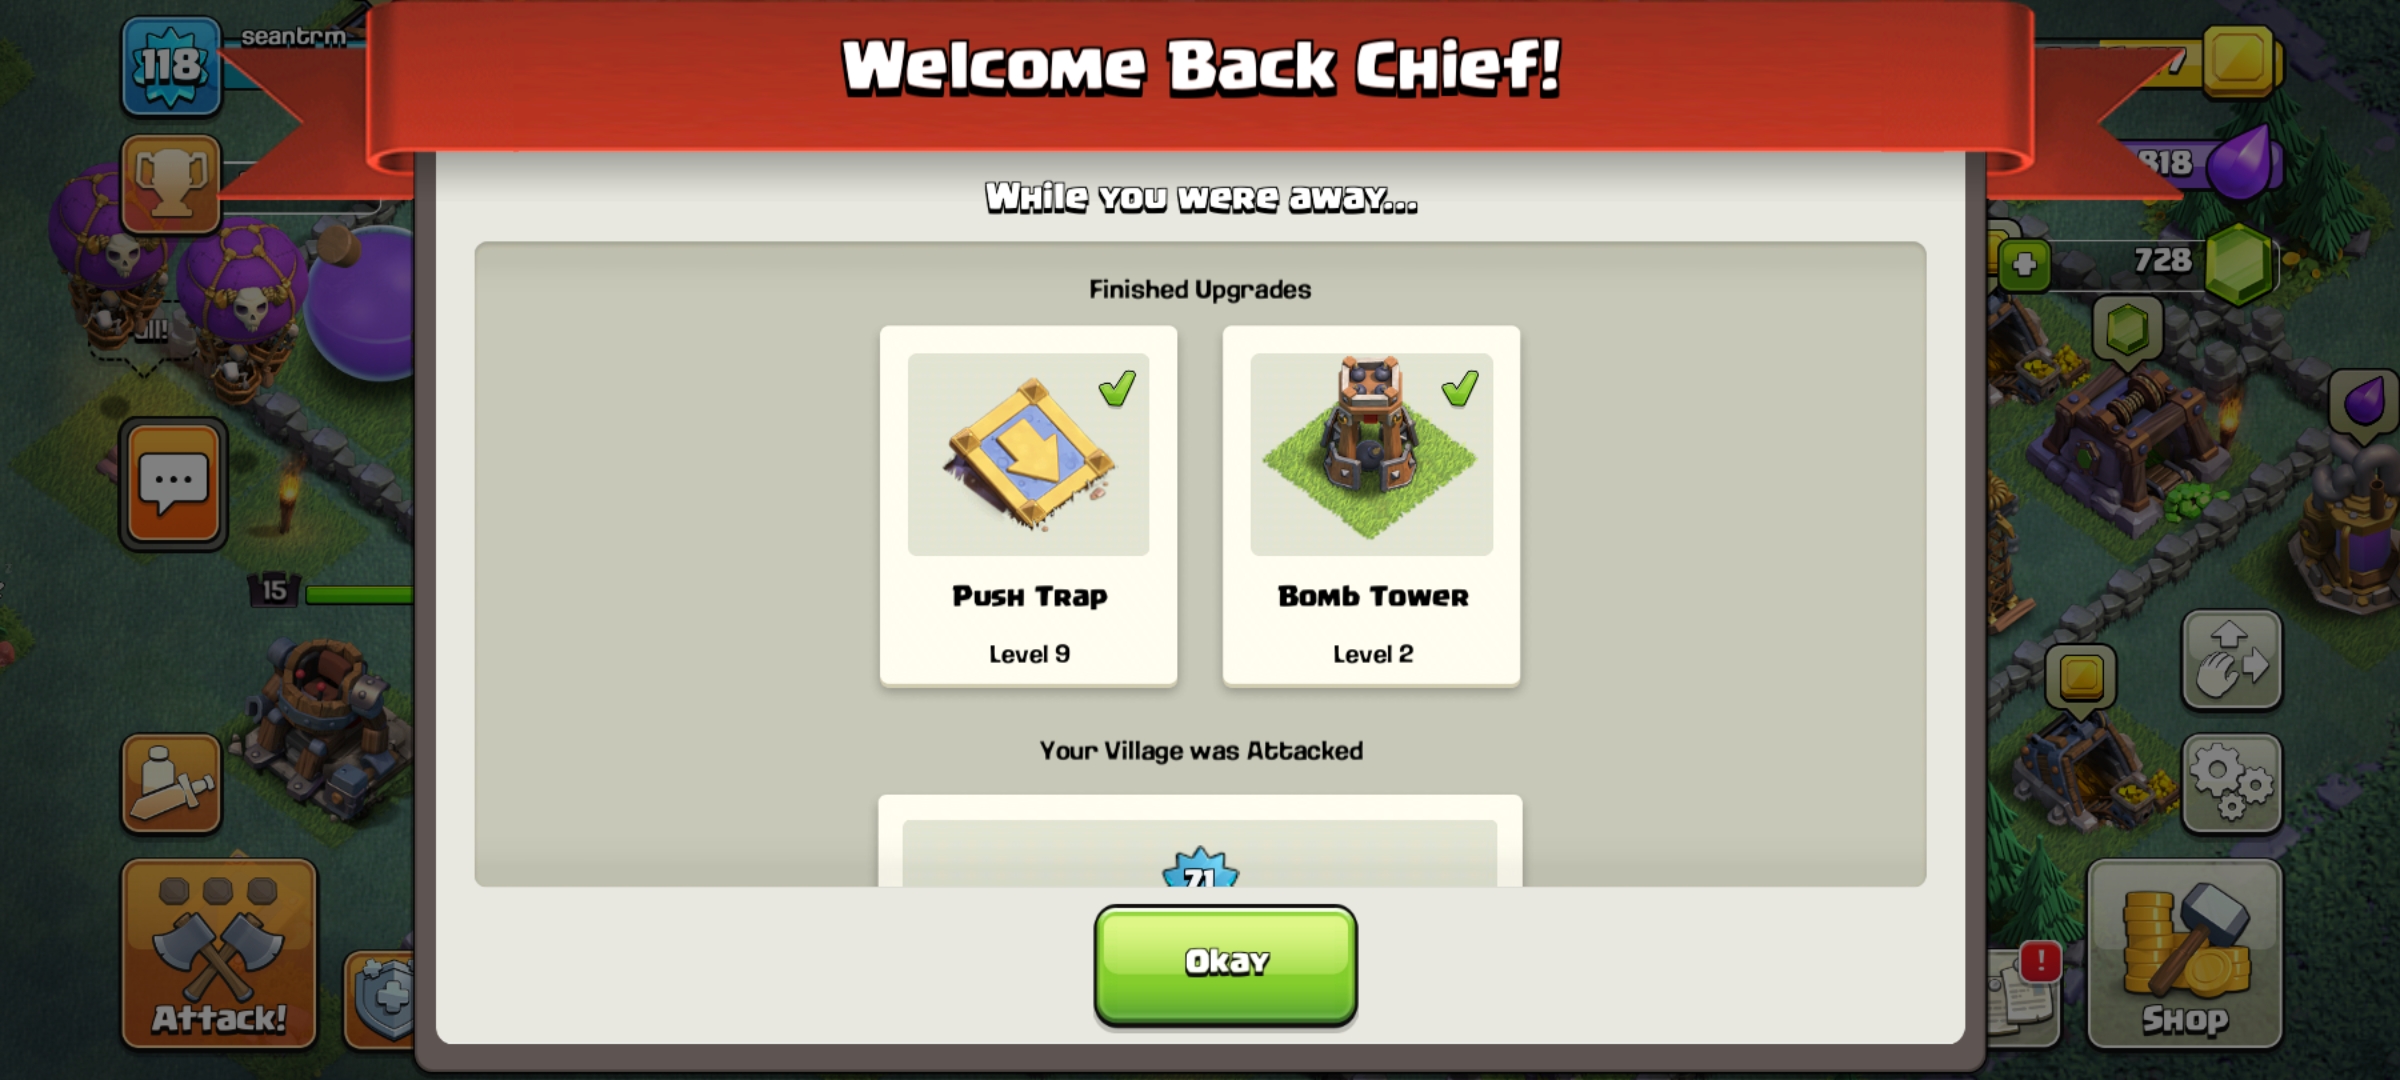 118
seantrm
Welcome Back Chief!
While you were away...
818
Finished Upgrades
728
Push Trap
Bomb Tower
Level 9
Level 2
15
Your Village was Attacked
71
Okay
Attack!
!
Shop